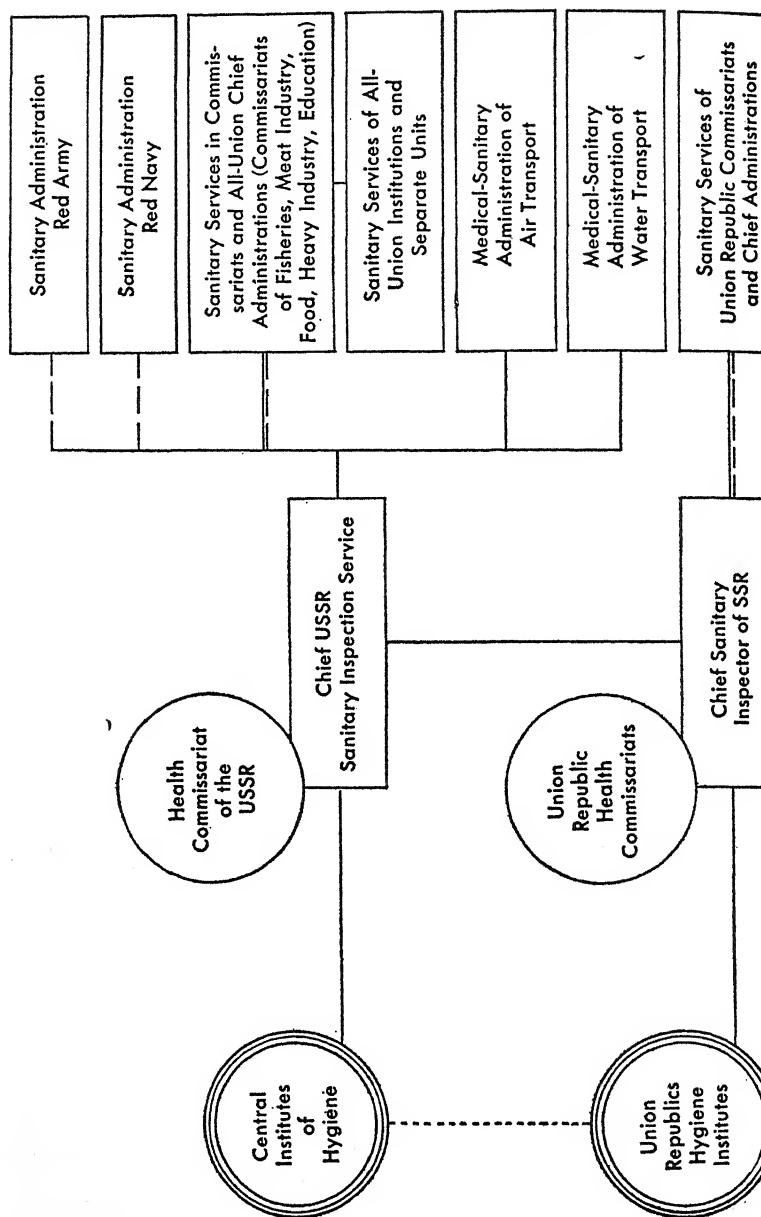 Sanitary Administration
Red Army
Sanitary Administration
Red Navy
Sanitary Services in Commis-
sariats and All-Union Chief
Administrations (Commissariats
of Fisheries, Meat Industry,
Food, Heavy Industry, Education)
Sanitary Services of All-
Union Institutions and
Separate Units
Medical-Sanitary
Administration of
Air Transport
Medical-Sanitary
Administration of
Water Transport
Sanitary Services of
Union Republic Commissariats
and Chief Administrations
Health
Commissariat
of the
USSR
Chief USSR
Sanitary Inspection Service
Union
Republic
Health
Commissariats
Chief Sanitary
Inspector of SSR
Central
Institutes
of
Hygiene
Union
Republics
Hygiene
Institutes